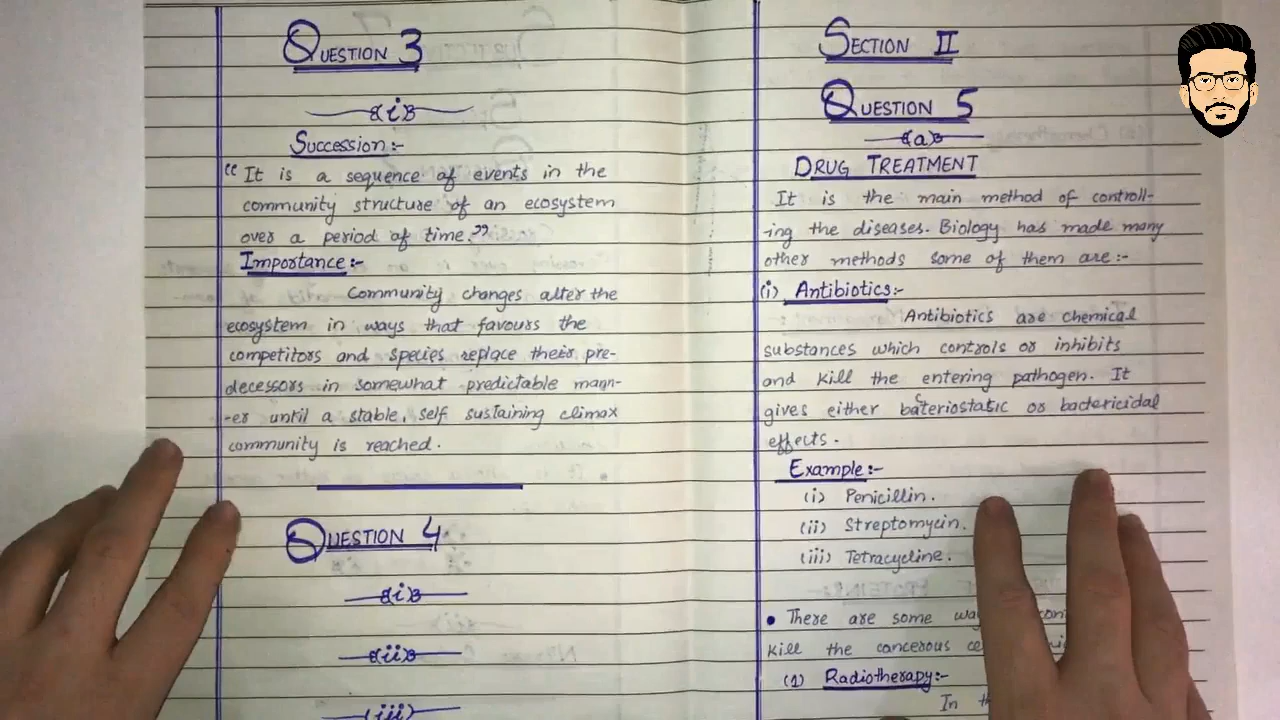 QUESTION 3
(i)
Succession:-
“It is a sequence of events in the
community structure of an ecosystem
over a period of time.”
Importance:-
Community changes alter the
ecosystem in ways that favours the
competitors and species replace their pre-
decessors in somewhat predictable mann-
-er until a stable, self sustaining climax
community is reached.
QUESTION 4
(i)
(ii)
(iii)
SECTION II
QUESTION 5
(a)
DRUG TREATMENT
It is the main method of controll-
-ing the diseases. Biology has made many
other methods some of them are:-
(i) Antibiotics:-
Antibiotics are chemical
substances which controls or inhibits
and kill the entering pathogen. It
gives either bacteriostatic or bactericidal
effects.
Example:-
(i) Penicillin.
(ii) Streptomycin.
(iii) Tetracycline.
• There are some
kill the cancerous
(1) Radiotherapy:-
In